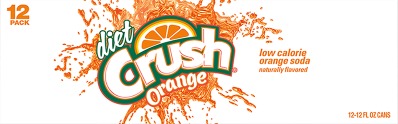 12
PACK
diet
Crush
Orange
low calorie
orange soda
naturally flavored
12-12 FL OZ CANS